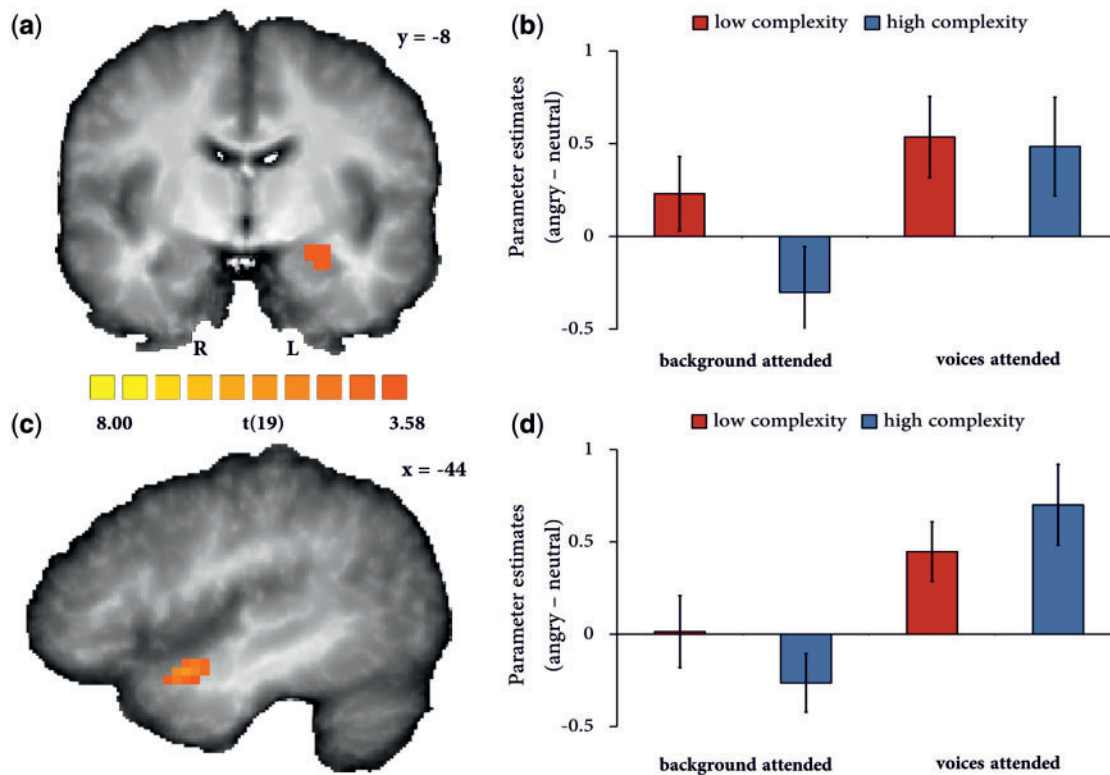 (a)
y = -8
R L
8.00 t(19) 3.58
(b)
low complexity high complexity
Parameter estimates
(angry – neutral)
1
0.5
0
-0.5
background attended voices attended
(c)
x = -44
(d)
low complexity high complexity
Parameter estimates
(angry – neutral)
1
0.5
0
-0.5
background attended voices attended